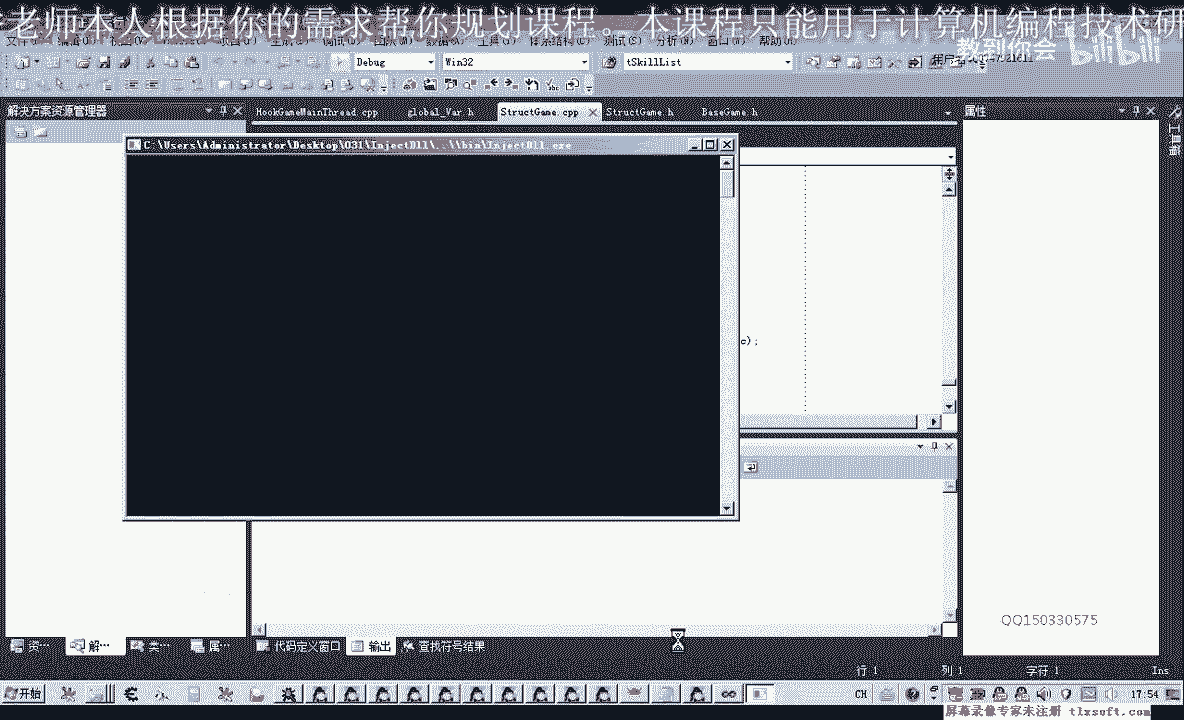 老师本人根据你的需求帮你规划课程。本课程只能用于计算机编程技术研
教到你会 bilibili
Debug Win32 tSkillList
解决方案资源管理器
HookGameMainThread.cpp global_Var.h StructGame.cpp StructGame.h BaseGame.h
属性
C:\Users\Administrator\Desktop\031\InjectDll\..\\bin\InjectDll.exe
c);
QQ150330575
资… 解… 类… 属…
代码定义窗口 输出 查找符号结果
行 1 列 1 字符 1 Ins
开始 CH 17:54
屏幕录像专家未注册 tlxsoft.com